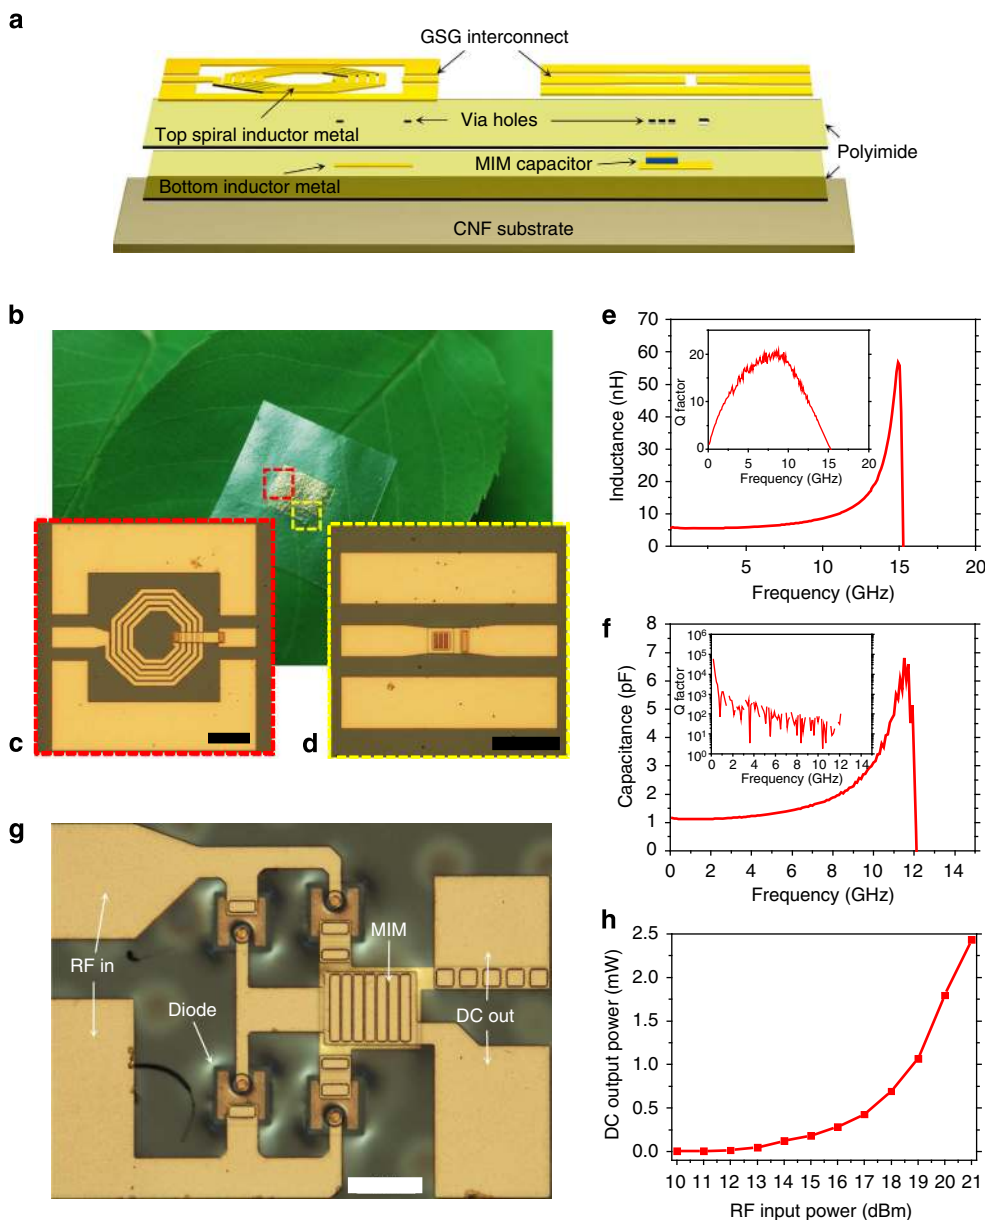 a
GSG interconnect
Top spiral inductor metal
Via holes
Polyimide
Bottom inductor metal
MIM capacitor
CNF substrate
b
c
d
e
70
60
50
40
30
20
10
0
Inductance (nH)
5
10
15
20
Frequency (GHz)
20
10
0
Q factor
0
5
10
15
20
Frequency (GHz)
f
8
7
6
5
4
3
2
1
0
Capacitance (pF)
0
2
4
6
8
10
12
14
Frequency (GHz)
10⁶
10⁵
10⁴
10³
10²
10¹
10⁰
Q factor
0
2
4
6
8
10
12
14
Frequency (GHz)
g
RF in
Diode
MIM
DC out
h
2.5
2.0
1.5
1.0
0.5
0.0
DC output power (mW)
10 11 12 13 14 15 16 17 18 19 20 21
RF input power (dBm)